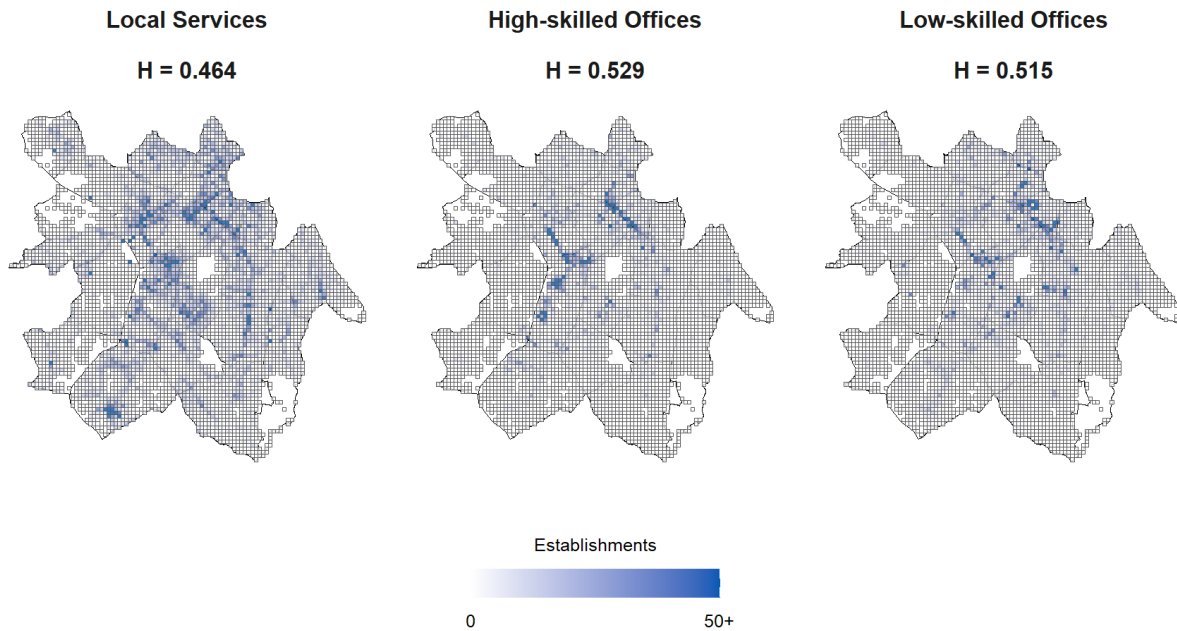 Local Services
High-skilled Offices
Low-skilled Offices
H = 0.464
H = 0.529
H = 0.515
Establishments
0
50+